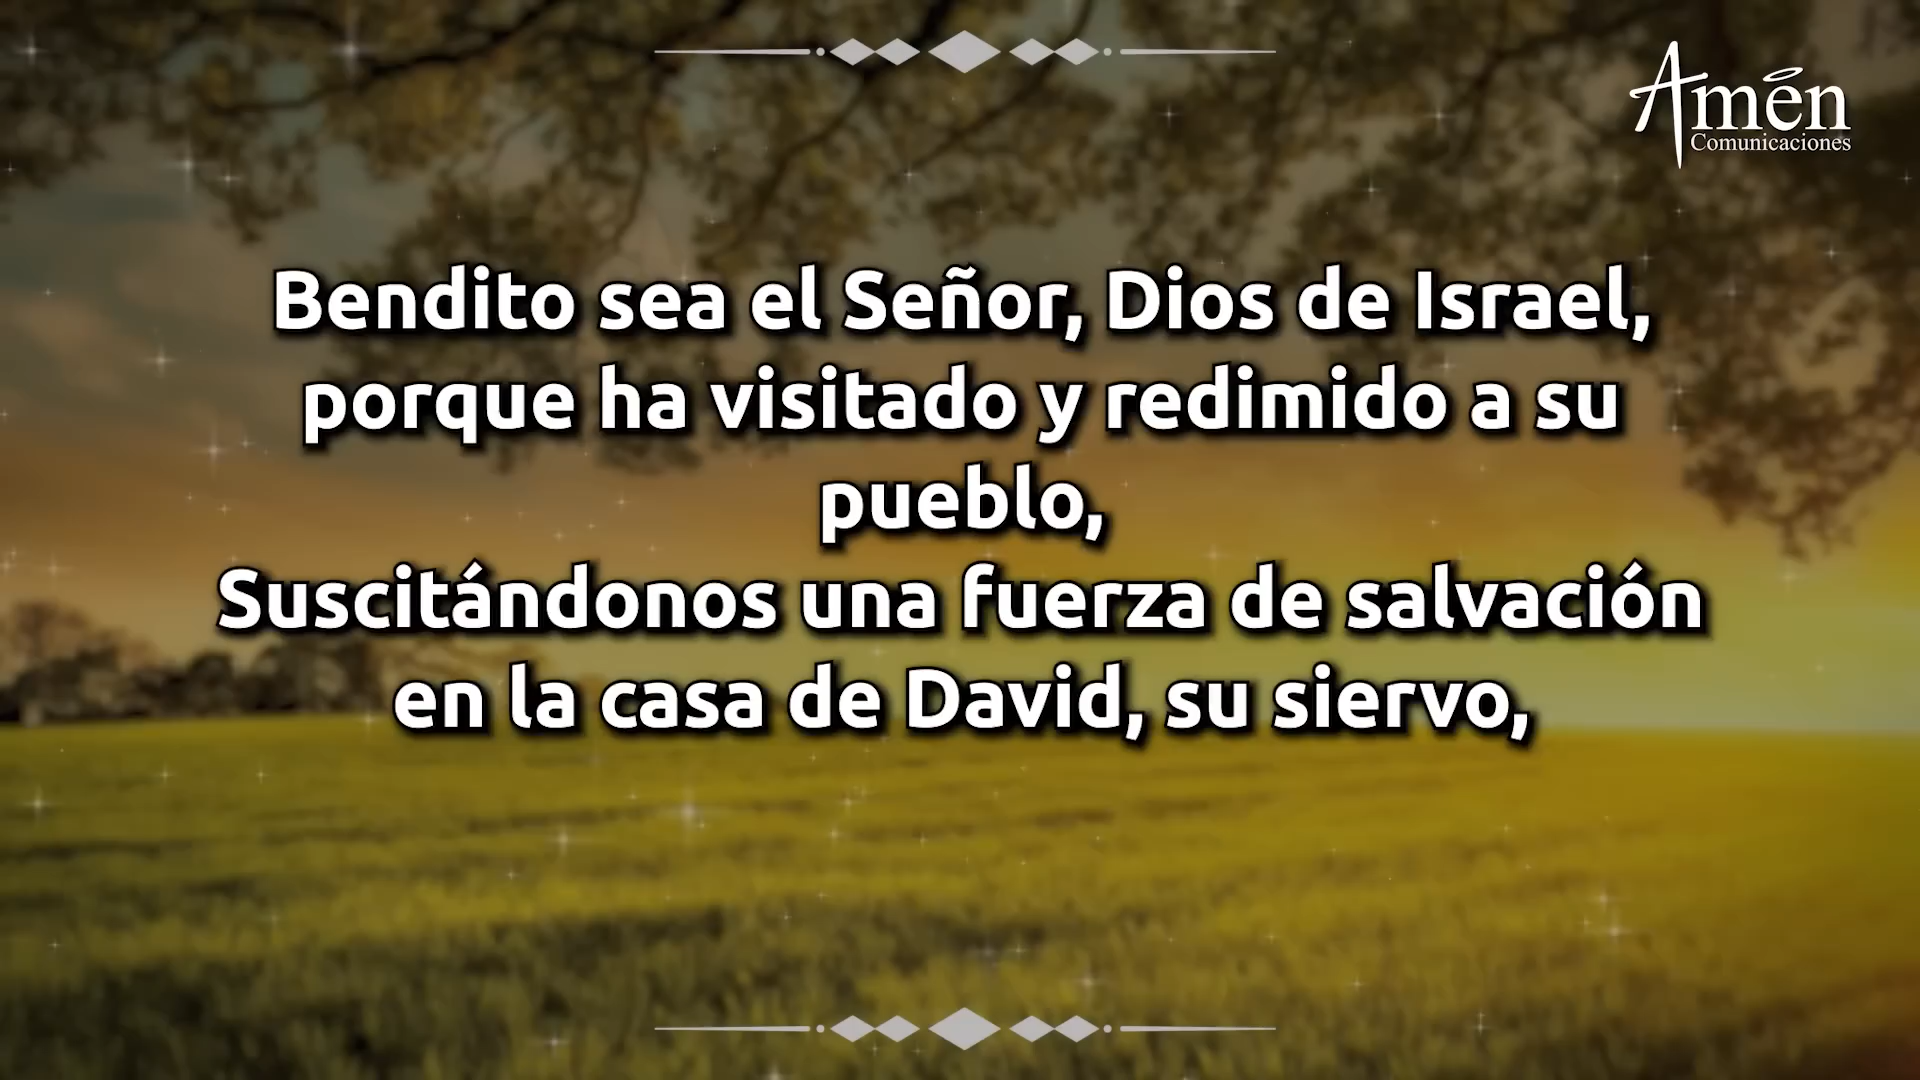 Amén
Comunicaciones
Bendito sea el Señor, Dios de Israel,
porque ha visitado y redimido a su
pueblo,
Suscitándonos una fuerza de salvación
en la casa de David, su siervo,